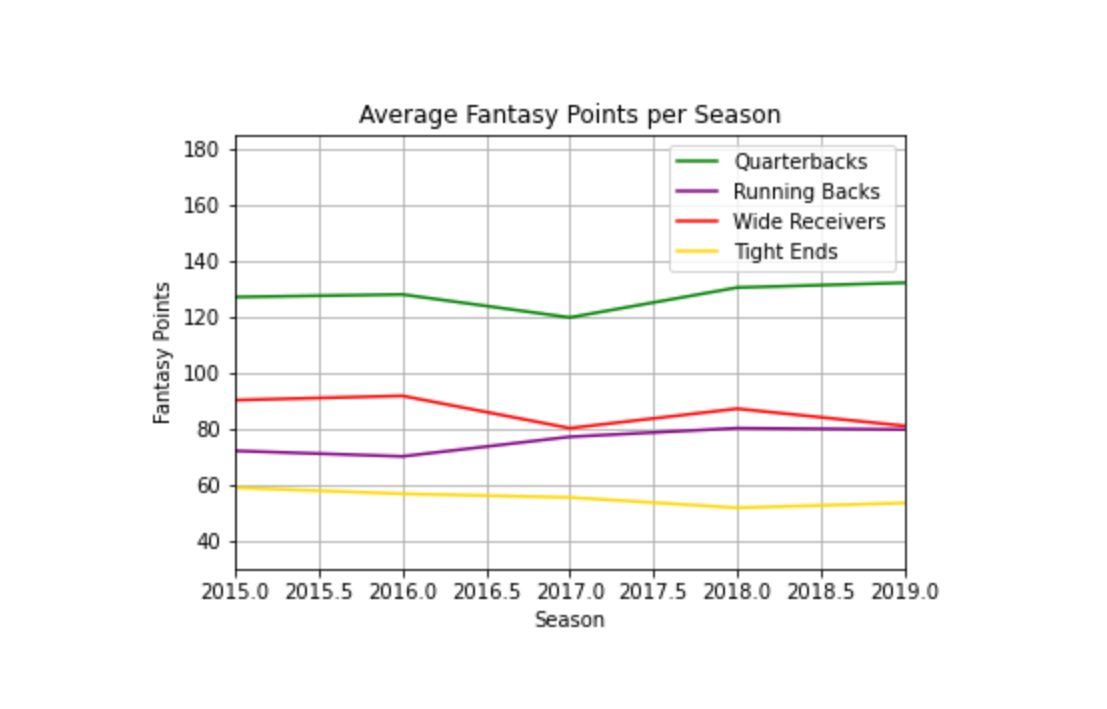 Average Fantasy Points per Season
Quarterbacks
Running Backs
Wide Receivers
Tight Ends
Fantasy Points
180
160
140
120
100
80
60
40
2015.0 2015.5 2016.0 2016.5 2017.0 2017.5 2018.0 2018.5 2019.0
Season